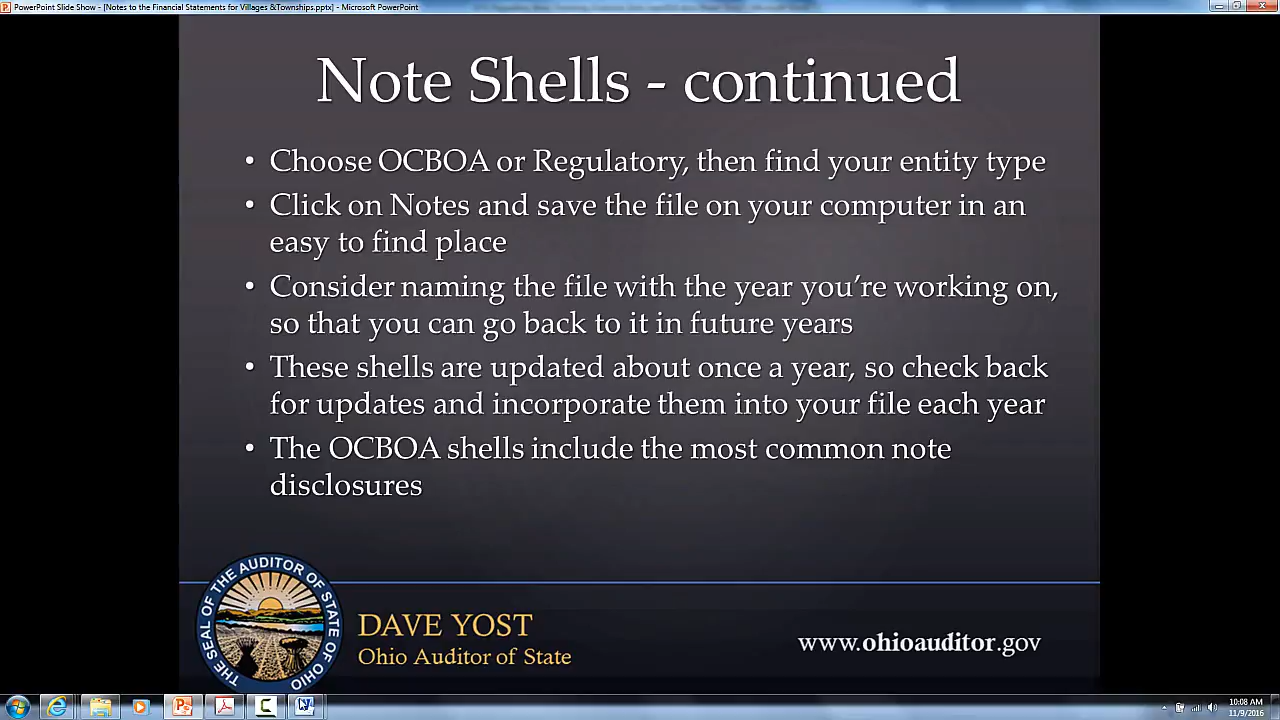 PowerPoint Slide Show - [Notes to the Financial Statements for Villages &Townships.pptx] - Microsoft PowerPoint
Note Shells - continued
• Choose OCBOA or Regulatory, then find your entity type
• Click on Notes and save the file on your computer in an
easy to find place
• Consider naming the file with the year you’re working on,
so that you can go back to it in future years
• These shells are updated about once a year, so check back
for updates and incorporate them into your file each year
• The OCBOA shells include the most common note
disclosures
THE SEAL OF THE AUDITOR OF STATE OF OHIO
DAVE YOST
Ohio Auditor of State
www.ohioauditor.gov
10:08 AM
11/9/2016